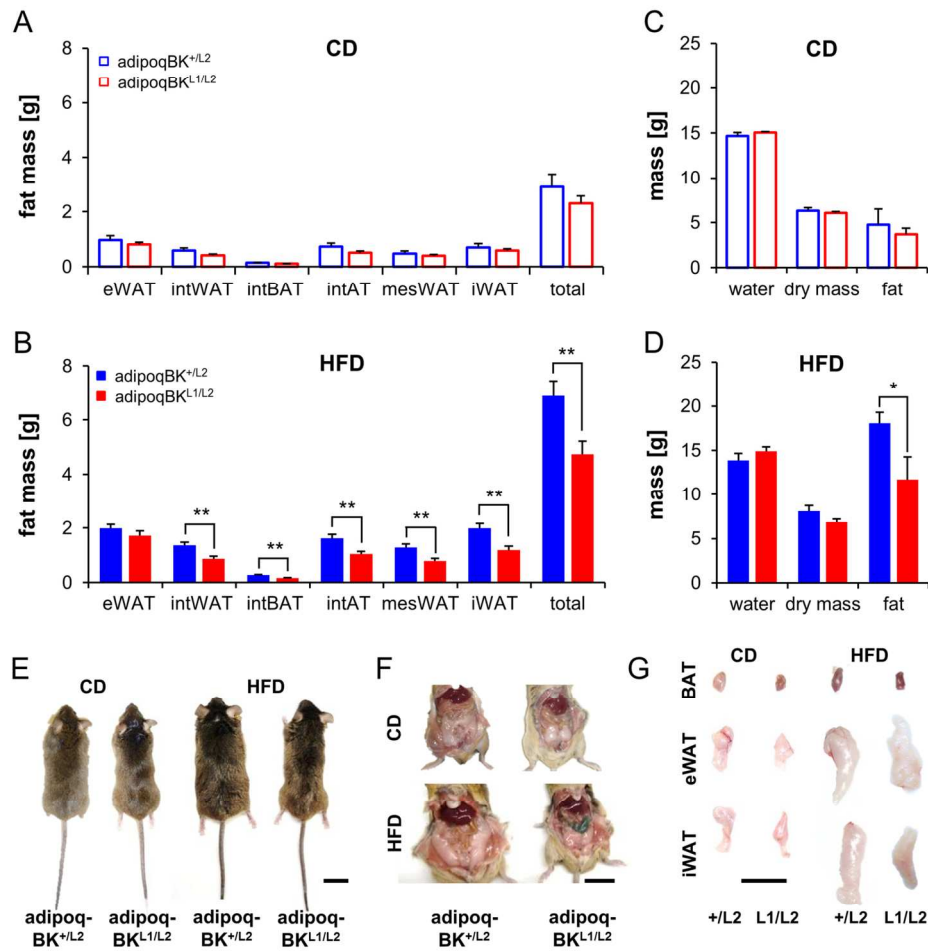 A
CD
adipoqBK+/L2
adipoqBKL1/L2
fat mass [g]
8
6
4
2
0
eWAT intWAT intBAT intAT mesWAT iWAT total
C
CD
mass [g]
25
20
15
10
5
0
water dry mass fat
B
HFD
adipoqBK+/L2
adipoqBKL1/L2
fat mass [g]
8
6
4
2
0
** ** ** ** ** **
eWAT intWAT intBAT intAT mesWAT iWAT total
D
HFD
mass [g]
25
20
15
10
5
0
*
water dry mass fat
E
CD HFD
adipoq-BK+/L2
adipoq-BKL1/L2
adipoq-BK+/L2
adipoq-BKL1/L2
F
CD
HFD
adipoq-BK+/L2
adipoq-BKL1/L2
G
CD HFD
BAT
eWAT
iWAT
+/L2 L1/L2 +/L2 L1/L2